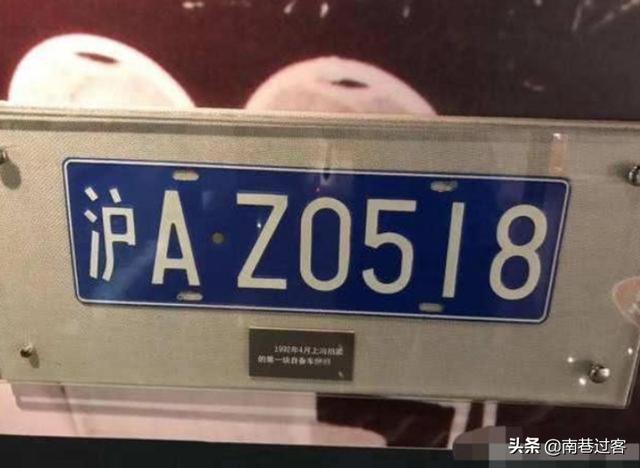 沪A·Z0518
1992年4月上海拍卖
的第一块自备车牌照
头条 @南巷过客